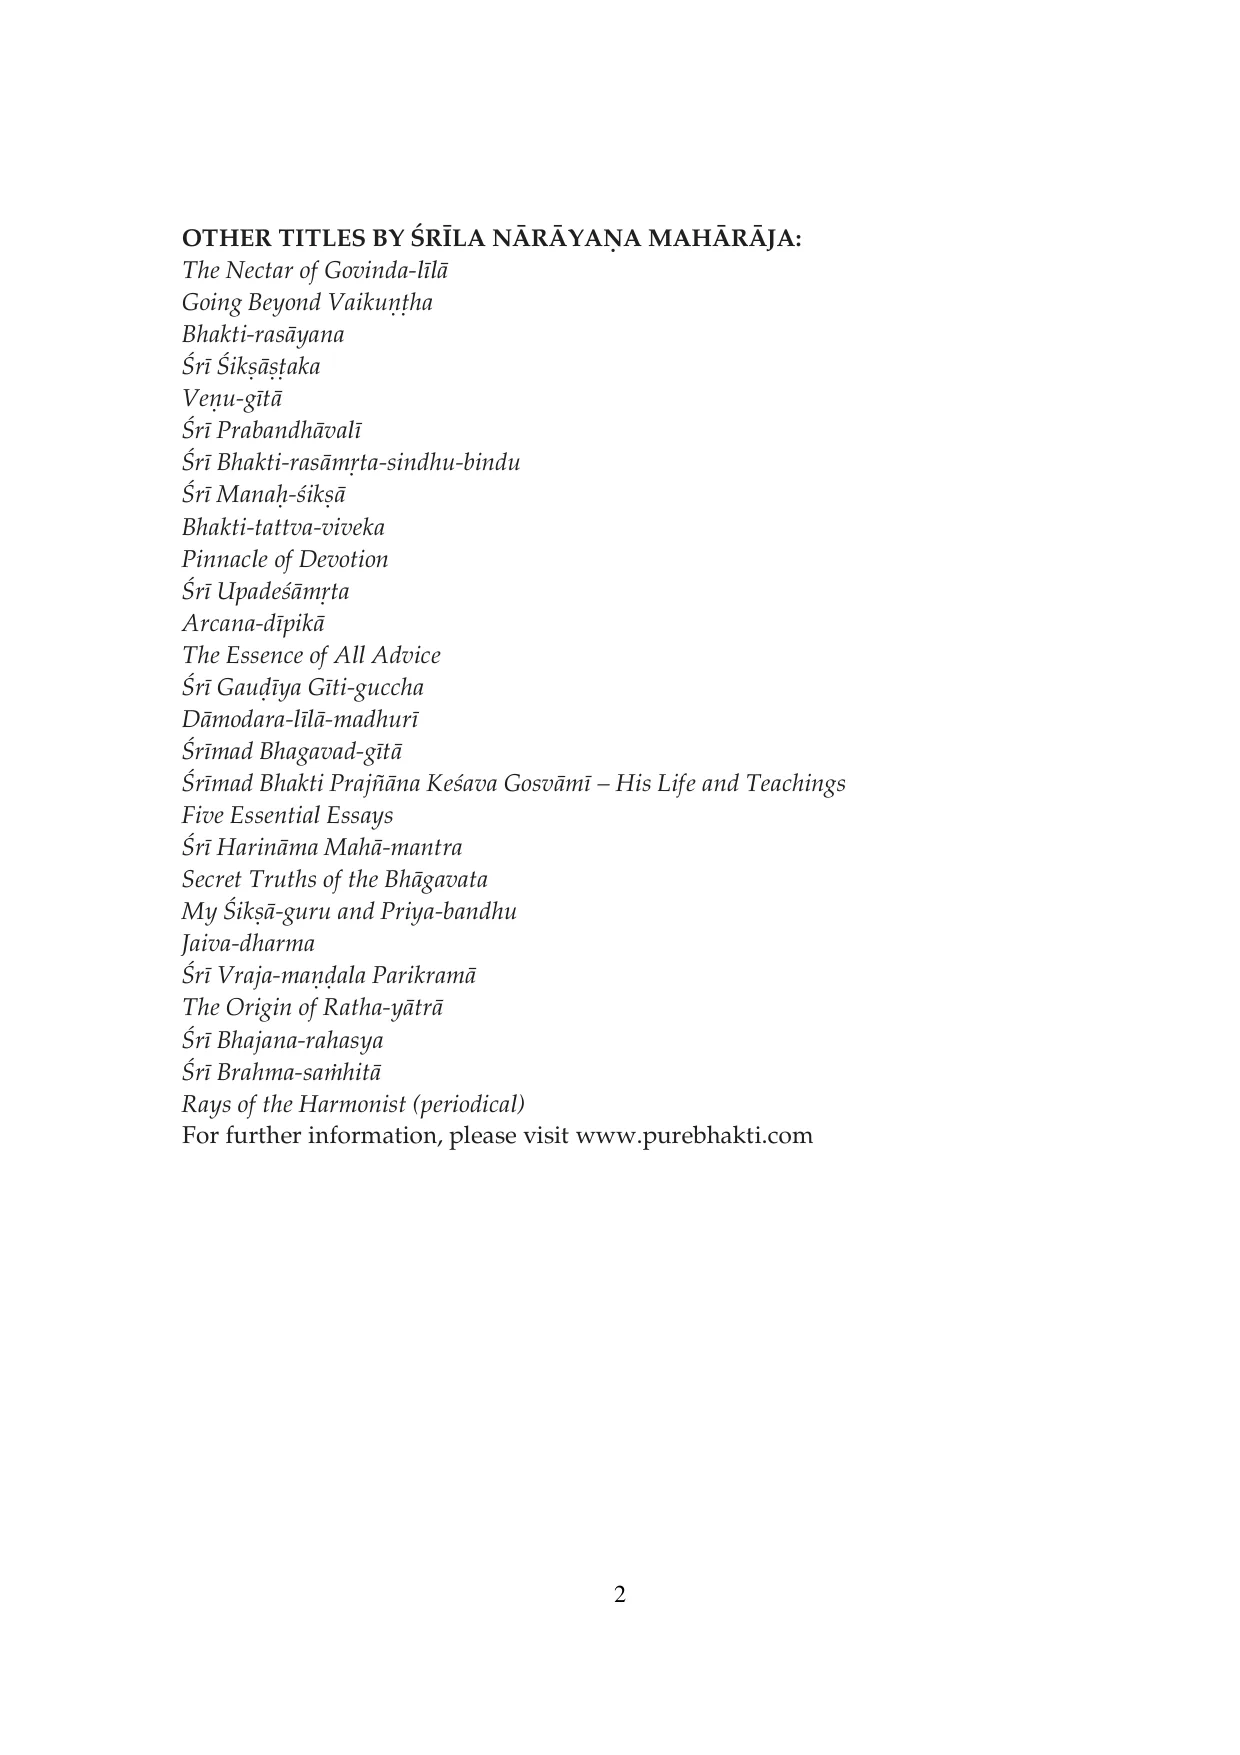 OTHER TITLES BY ŚRĪLA NĀRĀYAṆA MAHĀRĀJA:
The Nectar of Govinda-līlā
Going Beyond Vaikuṇṭha
Bhakti-rasāyana
Śrī Śikṣāṣṭaka
Veṇu-gītā
Śrī Prabandhāvalī
Śrī Bhakti-rasāmṛta-sindhu-bindu
Śrī Manaḥ-śikṣā
Bhakti-tattva-viveka
Pinnacle of Devotion
Śrī Upadeśāmṛta
Arcana-dīpikā
The Essence of All Advice
Śrī Gauḍīya Gīti-guccha
Dāmodara-līlā-madhurī
Śrīmad Bhagavad-gītā
Śrīmad Bhakti Prajñāna Keśava Gosvāmī – His Life and Teachings
Five Essential Essays
Śrī Harināma Mahā-mantra
Secret Truths of the Bhāgavata
My Śikṣā-guru and Priya-bandhu
Jaiva-dharma
Śrī Vraja-maṇḍala Parikramā
The Origin of Ratha-yātrā
Śrī Bhajana-rahasya
Śrī Brahma-saṁhitā
Rays of the Harmonist (periodical)
For further information, please visit www.purebhakti.com
2